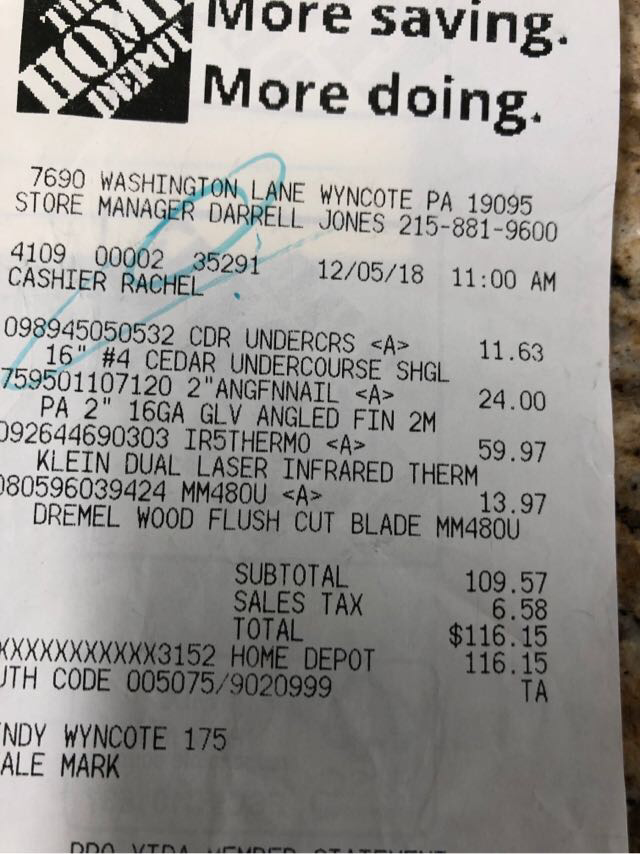 THE
HOME
DEPOT
More saving.
More doing.
7690 WASHINGTON LANE WYNCOTE PA 19095
STORE MANAGER DARRELL JONES 215-881-9600
4109 00002 35291 12/05/18 11:00 AM
CASHIER RACHEL
098945050532 CDR UNDERCRS <A> 11.63
16" #4 CEDAR UNDERCOURSE SHGL
759501107120 2"ANGFNNAIL <A> 24.00
PA 2" 16GA GLV ANGLED FIN 2M
092644690303 IR5THERMO <A> 59.97
KLEIN DUAL LASER INFRARED THERM
080596039424 MM480U <A> 13.97
DREMEL WOOD FLUSH CUT BLADE MM480U
SUBTOTAL 109.57
SALES TAX 6.58
TOTAL $116.15
XXXXXXXXXXX3152 HOME DEPOT 116.15
UTH CODE 005075/9020999 TA
NDY WYNCOTE 175
ALE MARK